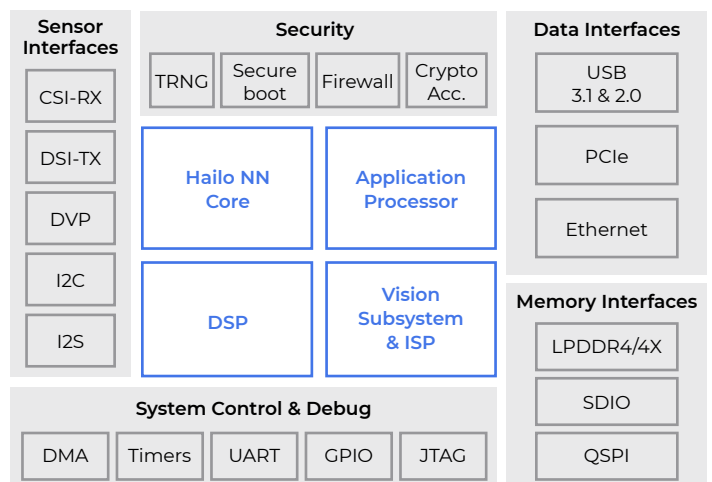 Sensor
Interfaces
CSI-RX
DSI-TX
DVP
I2C
I2S
Security
TRNG
Secure
boot
Firewall
Crypto
Acc.
Hailo NN
Core
Application
Processor
DSP
Vision
Subsystem
& ISP
Data Interfaces
USB
3.1 & 2.0
PCIe
Ethernet
Memory Interfaces
LPDDR4/4X
SDIO
QSPI
System Control & Debug
DMA
Timers
UART
GPIO
JTAG